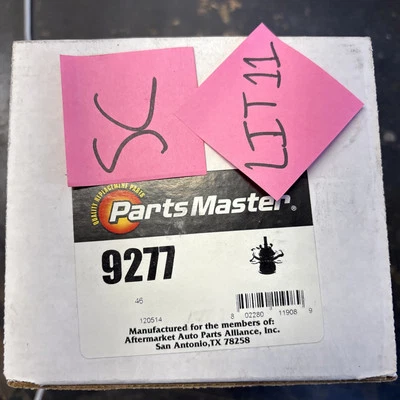 SC
LIT11
QUALITY REPLACEMENT PARTS
PartsMaster®
9277
46
120514
8 02280 11908 9
Manufactured for the members of:
Aftermarket Auto Parts Alliance, Inc.
San Antonio,TX 78258